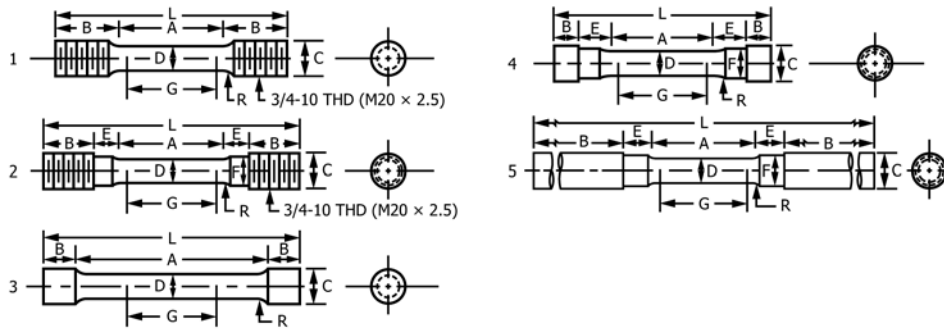 L
B A B
1 D C
G
R 3/4-10 THD (M20 × 2.5)
L
B E A E B
2 D F C
G
R
3/4-10 THD (M20 × 2.5)
L
B A B
3 D C
G R
L
B E A E B
4 D F C
G R
L
B E A E B
5 D F C
G R